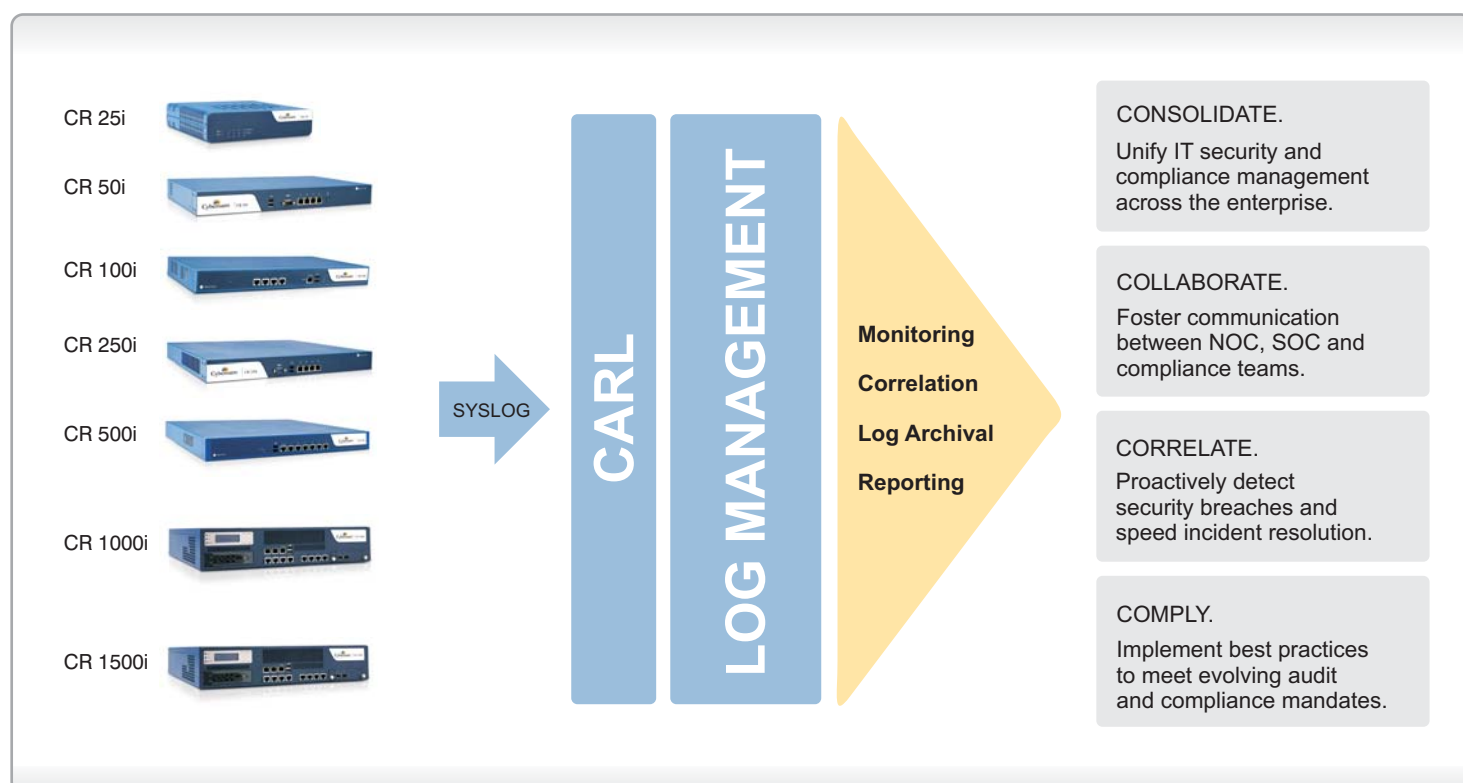 CR 25i
CR 50i
CR 100i
CR 250i
CR 500i
CR 1000i
CR 1500i
Cyberoam
Cyberoam
SYSLOG
CARL
LOG MANAGEMENT
Monitoring
Correlation
Log Archival
Reporting
CONSOLIDATE.
Unify IT security and
compliance management
across the enterprise.
COLLABORATE.
Foster communication
between NOC, SOC and
compliance teams.
CORRELATE.
Proactively detect
security breaches and
speed incident resolution.
COMPLY.
Implement best practices
to meet evolving audit
and compliance mandates.